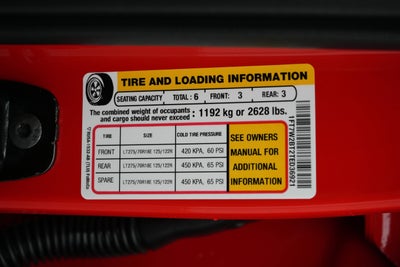 TIRE AND LOADING INFORMATION
SEATING CAPACITY TOTAL : 6 FRONT: 3 REAR: 3
The combined weight of occupants
and cargo should never exceed : 1192 kg or 2628 lbs.
TIRE SIZE COLD TIRE PRESSURE
FRONT LT275/70R18E 125/122R 420 KPA, 60 PSI
REAR LT275/70R18E 125/122R 450 KPA, 65 PSI
SPARE LT275/70R18E 125/122R 450 KPA, 65 PSI
SEE OWNERS
MANUAL FOR
ADDITIONAL
INFORMATION
1FT7W2BT2TED36921